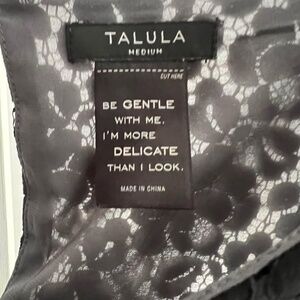 TALULA
MEDIUM
CUT HERE
BE GENTLE
WITH ME,
I'M MORE
DELICATE
THAN I LOOK.
MADE IN CHINA